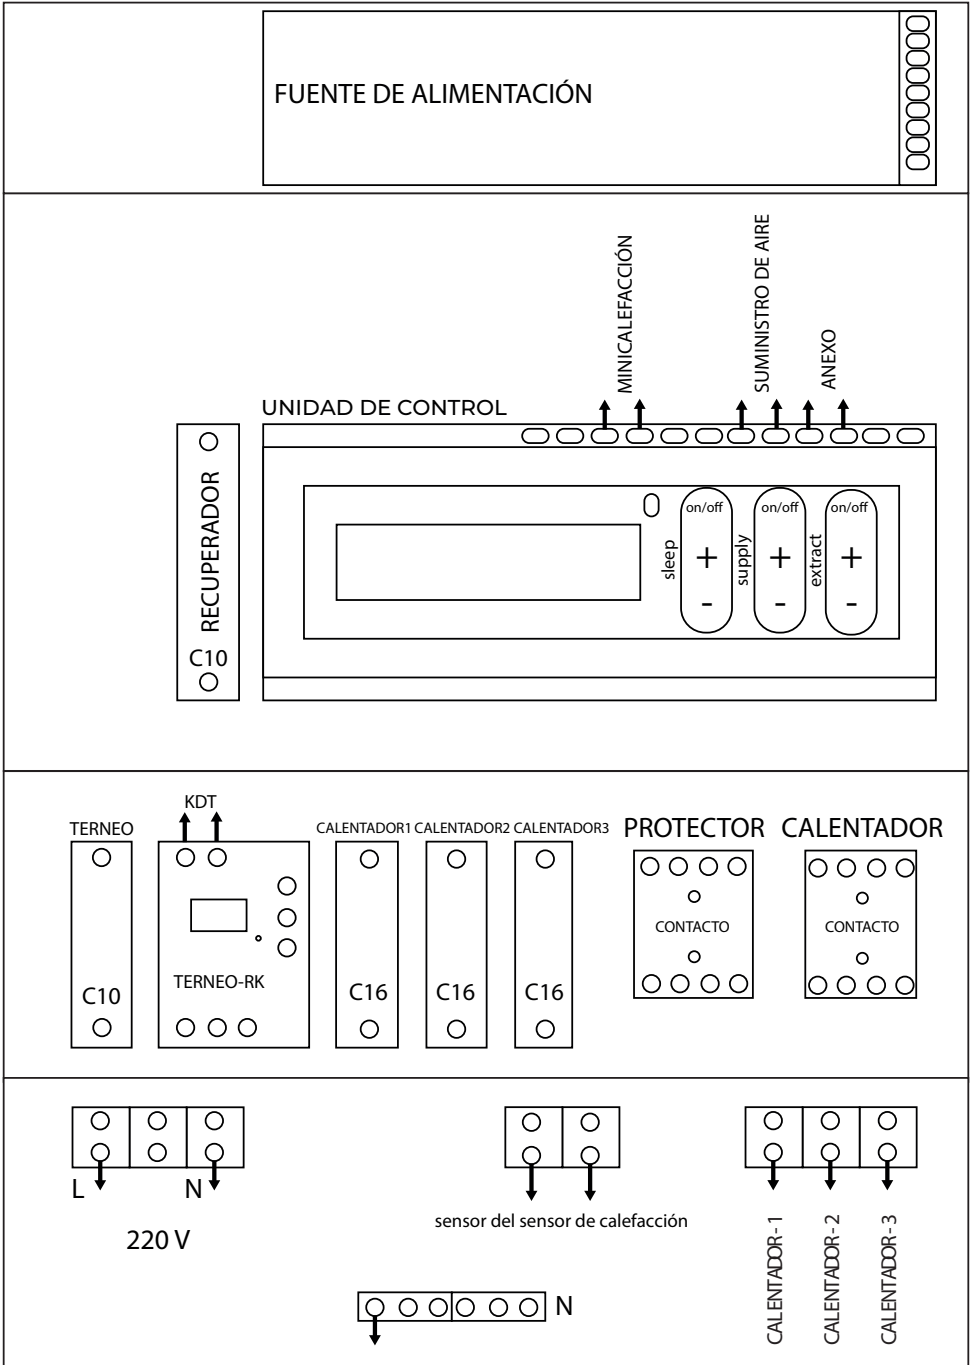 FUENTE DE ALIMENTACIÓN
MINICALEFACCIÓN
SUMINISTRO DE AIRE
ANEXO
UNIDAD DE CONTROL
RECUPERADOR
C10
sleep
on/off
+
-
supply
on/off
+
-
extract
on/off
+
-
TERNEO
C10
KDT
TERNEO-RK
CALENTADOR1 CALENTADOR2 CALENTADOR3
C16
C16
C16
PROTECTOR
CONTACTO
CALENTADOR
CONTACTO
L
N
220 V
sensor del sensor de calefacción
CALENTADOR-1
CALENTADOR-2
CALENTADOR-3
N